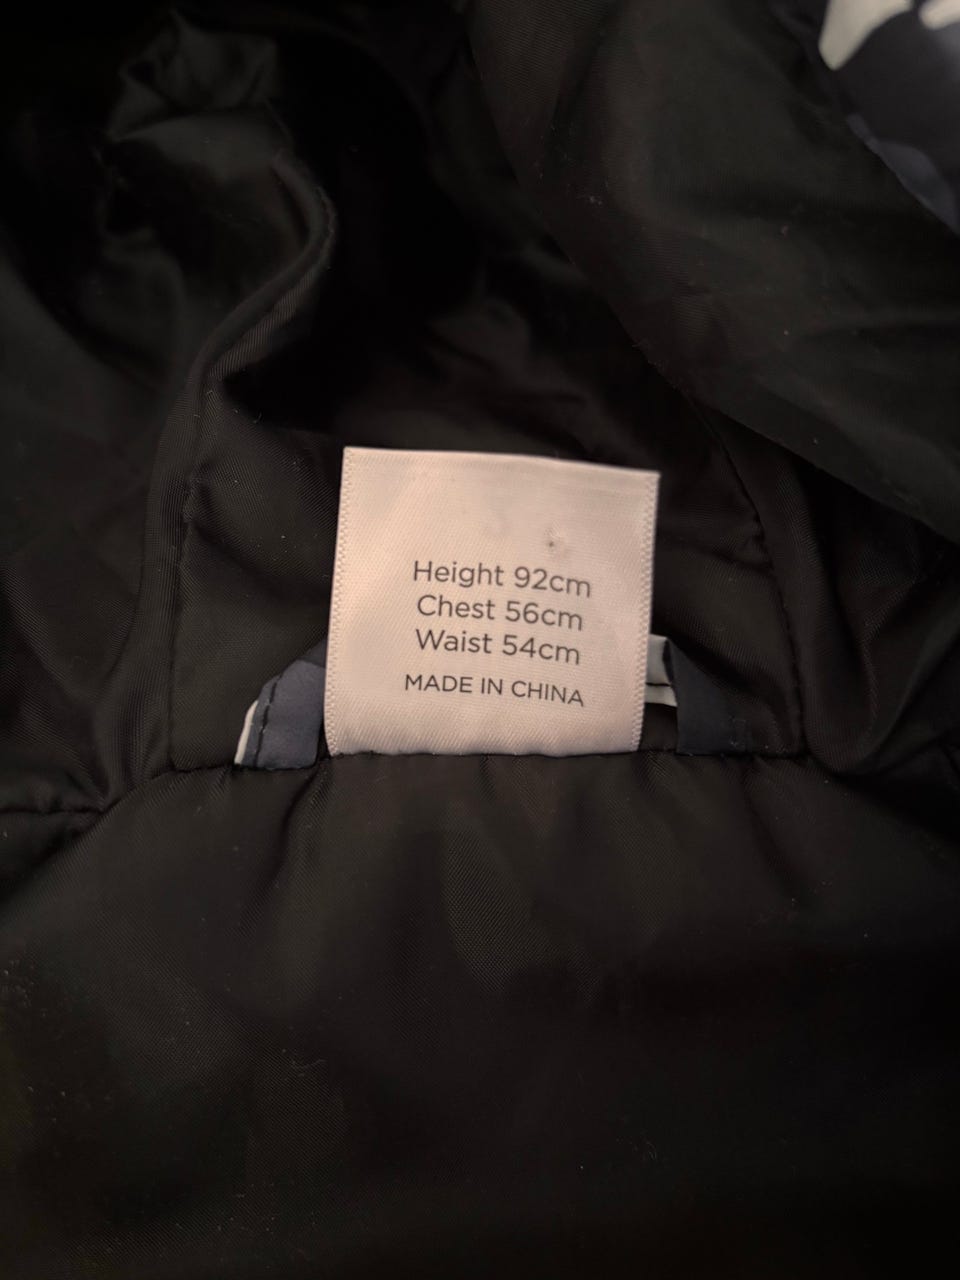 Height 92cm
Chest 56cm
Waist 54cm
MADE IN CHINA